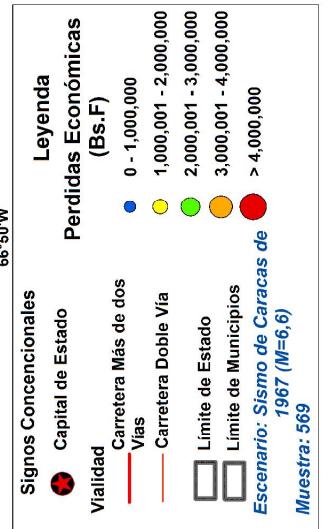 66°50'W
Signos Concencionales
Capital de Estado
Vialidad
Carretera Más de dos
Vías
Carretera Doble Vía
Límite de Estado
Límite de Municipios
Escenario: Sismo de Caracas de
1967 (M=6,6)
Muestra: 569
Leyenda
Perdidas Económicas
(Bs.F)
0 - 1,000,000
1,000,001 - 2,000,000
2,000,001 - 3,000,000
3,000,001 - 4,000,000
> 4,000,000